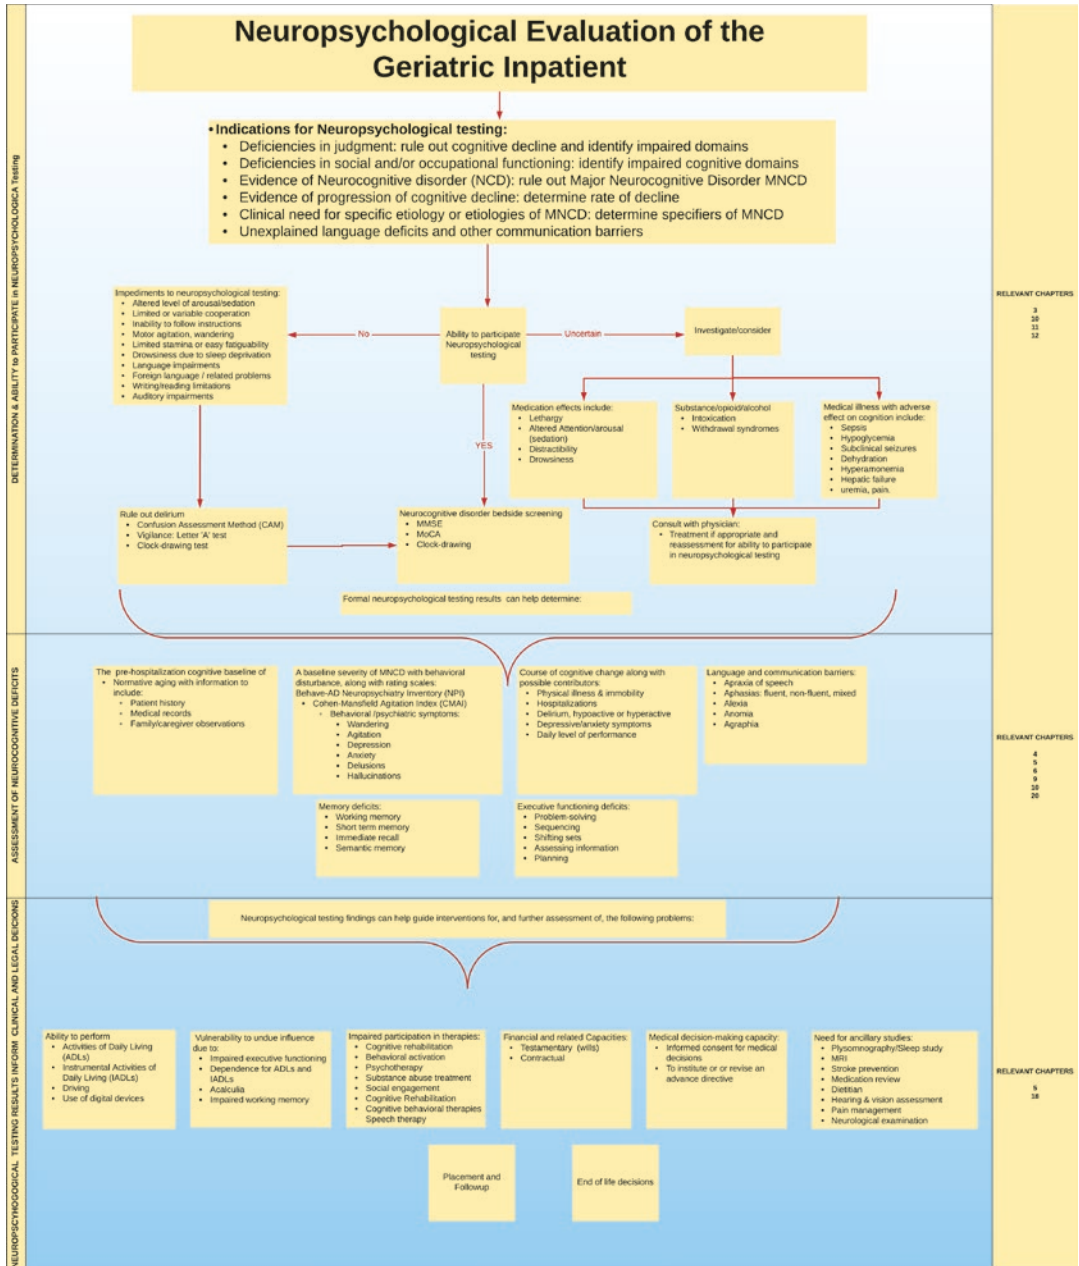 Neuropsychological Evaluation of the
Geriatric Inpatient
• Indications for Neuropsychological testing:
• Deficiencies in judgment: rule out cognitive decline and identify impaired domains
• Deficiencies in social and/or occupational functioning: identify impaired cognitive domains
• Evidence of Neurocognitive disorder (NCD): rule out Major Neurocognitive Disorder MNCD
• Evidence of progression of cognitive decline: determine rate of decline
• Clinical need for specific etiology or etiologies of MNCD: determine specifiers of MNCD
• Unexplained language deficits and other communication barriers
DETERMINATION & ABILITY to PARTICIPATE in NEUROPSYCHOLOGICA Testing
Impediments to neuropsychological testing:
• Altered level of arousal/sedation
• Limited or variable cooperation
• Inability to follow instructions
• Motor agitation, wandering
• Limited stamina or easy fatiguability
• Drowsiness due to sleep deprivation
• Language impairments
• Foreign language / related problems
• Writing/reading limitations
• Auditory impairments
No
Ability to participate
Neuropsychological
testing
Uncertain
Investigate/consider
YES
Medication effects include:
• Lethargy
• Altered Attention/arousal
(sedation)
• Distractibility
• Drowsiness
Substance/opioid/alcohol
• Intoxication
• Withdrawal syndromes
Medical illness with adverse
effect on cognition include:
• Sepsis
• Hypoglycemia
• Subclinical seizures
• Dehydration
• Hyperamonemia
• Hepatic failure
• uremia, pain.
RELEVANT CHAPTERS
3
10
11
12
Rule out delirium
• Confusion Assessment Method (CAM)
• Vigilance: Letter 'A' test
• Clock-drawing test
Neurocognitive disorder bedside screening
• MMSE
• MoCA
• Clock-drawing
Consult with physician:
• Treatment if appropriate and
reassessment for ability to participate
in neuropsychological testing
Formal neuropsychological testing results can help determine:
ASSESSMENT OF NEUROCOGNITIVE DEFICITS
The pre-hospitalization cognitive baseline of
• Normative aging with information to
include:
◦ Patient history
◦ Medical records
◦ Family/caregiver observations
A baseline severity of MNCD with behavioral
disturbance, along with rating scales:
Behave-AD Neuropsychiatry Inventory (NPI)
• Cohen-Mansfield Agitation Index (CMAI)
◦ Behavioral /psychiatric symptoms:
• Wandering
• Agitation
• Depression
• Anxiety
• Delusions
• Hallucinations
Course of cognitive change along with
possible contributors:
• Physical illness & immobility
• Hospitalizations
• Delirium, hypoactive or hyperactive
• Depressive/anxiety symptoms
• Daily level of performance
Language and communication barriers:
• Apraxia of speech
• Aphasias: fluent, non-fluent, mixed
• Alexia
• Anomia
• Agraphia
RELEVANT CHAPTERS
4
5
6
9
10
20
Memory deficits:
• Working memory
• Short term memory
• Immediate recall
• Semantic memory
Executive functioning deficits:
• Problem-solving
• Sequencing
• Shifting sets
• Assessing information
• Planning
NEUROPSCYHOGOGICAL TESTING RESULTS INFORM CLINICAL AND LEGAL DEICIONS
Neuropsychological testing findings can help guide interventions for, and further assessment of, the following problems:
Ability to perform
• Activities of Daily Living
(ADLs)
• Instrumental Activities of
Daily Living (IADLs)
• Driving
• Use of digital devices
Vulnerability to undue influence
due to:
• Impaired executive functioning
• Dependence for ADLs and
IADLs
• Acalculia
• Impaired working memory
Impaired participation in therapies:
• Cognitive rehabilitation
• Behavioral activation
• Psychotherapy
• Substance abuse treatment
• Social engagement
• Cognitive Rehabilitation
• Cognitive behavioral therapies
Speech therapy
Financial and related Capacities:
• Testamentary (wills)
• Contractual
Medical decision-making capacity:
• Informed consent for medical
decisions
• To institute or or revise an
advance directive
Need for ancillary studies:
• Plysomnography/Sleep study
• MRI
• Stroke prevention
• Medication review
• Dietitian
• Hearing & vision assessment
• Pain management
• Neurological examination
RELEVANT CHAPTERS
5
18
Placement and
Followup
End of life decisions